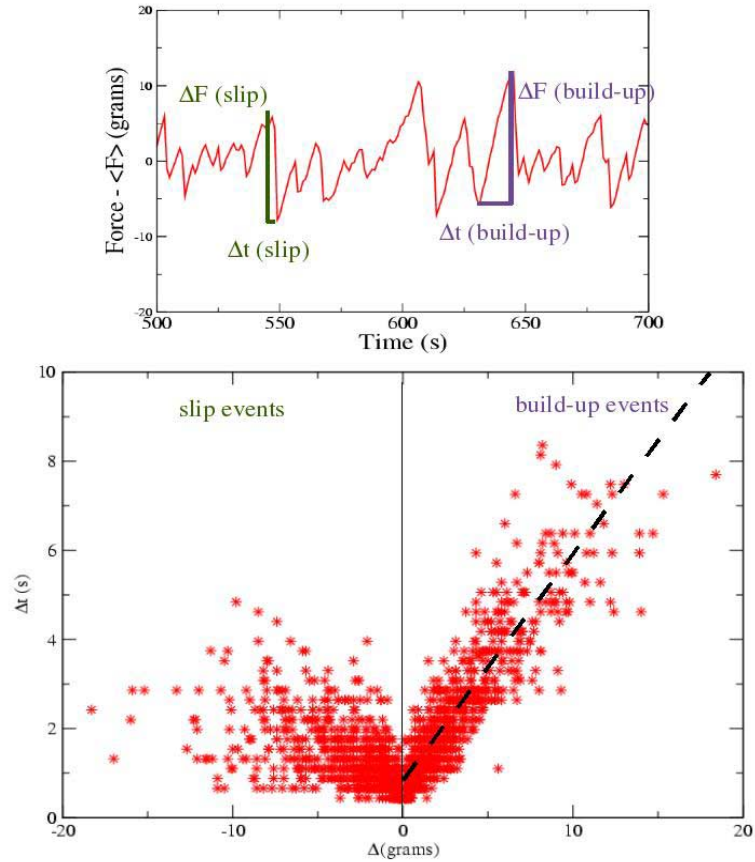 20
10
0
-10
-20
Force - <F> (grams)
ΔF (slip)
ΔF (build-up)
Δt (slip)
Δt (build-up)
500 550 600 650 700
Time (s)
10
8
6
4
2
0
Δt (s)
slip events
build-up events
-20 -10 0 10 20
Δ(grams)